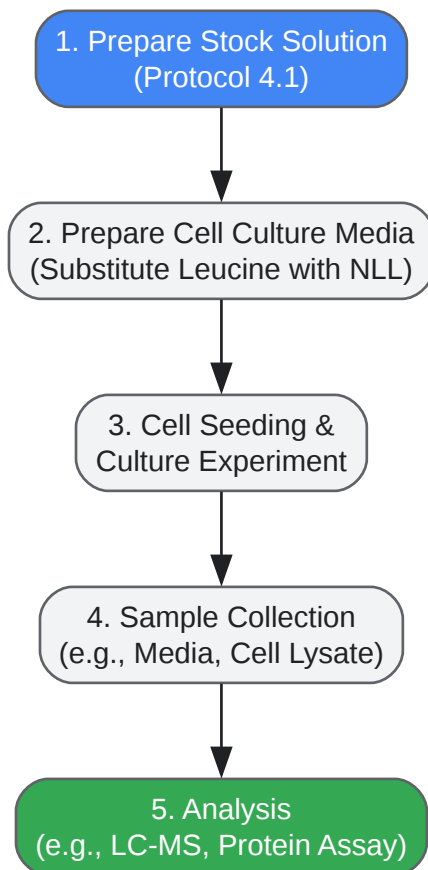 1. Prepare Stock Solution
(Protocol 4.1)
2. Prepare Cell Culture Media
(Substitute Leucine with NLL)
3. Cell Seeding &
Culture Experiment
4. Sample Collection
(e.g., Media, Cell Lysate)
5. Analysis
(e.g., LC-MS, Protein Assay)